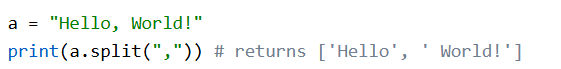 a = "Hello, World!"
print(a.split(",")) # returns ['Hello', ' World!']